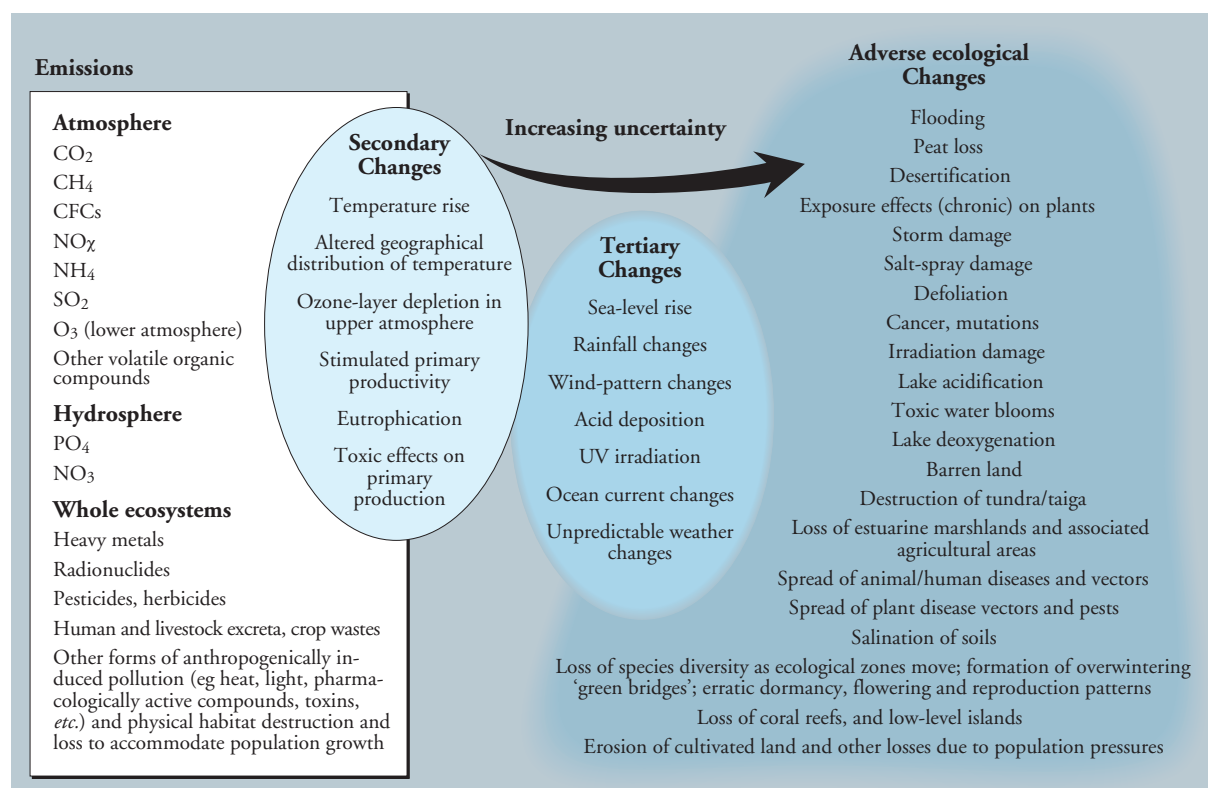 Emissions
Atmosphere
CO2
CH4
CFCs
NOχ
NH4
SO2
O3 (lower atmosphere)
Other volatile organic
compounds
Hydrosphere
PO4
NO3
Whole ecosystems
Heavy metals
Radionuclides
Pesticides, herbicides
Human and livestock excreta, crop wastes
Other forms of anthropogenically in-
duced pollution (eg heat, light, pharma-
cologically active compounds, toxins,
etc.) and physical habitat destruction and
loss to accommodate population growth
Secondary
Changes
Temperature rise
Altered geographical
distribution of temperature
Ozone-layer depletion in
upper atmosphere
Stimulated primary
productivity
Eutrophication
Toxic effects on
primary
production
Increasing uncertainty
Tertiary
Changes
Sea-level rise
Rainfall changes
Wind-pattern changes
Acid deposition
UV irradiation
Ocean current changes
Unpredictable weather
changes
Adverse ecological
Changes
Flooding
Peat loss
Desertification
Exposure effects (chronic) on plants
Storm damage
Salt-spray damage
Defoliation
Cancer, mutations
Irradiation damage
Lake acidification
Toxic water blooms
Lake deoxygenation
Barren land
Destruction of tundra/taiga
Loss of estuarine marshlands and associated
agricultural areas
Spread of animal/human diseases and vectors
Spread of plant disease vectors and pests
Salination of soils
Loss of species diversity as ecological zones move; formation of overwintering
‘green bridges’; erratic dormancy, flowering and reproduction patterns
Loss of coral reefs, and low-level islands
Erosion of cultivated land and other losses due to population pressures